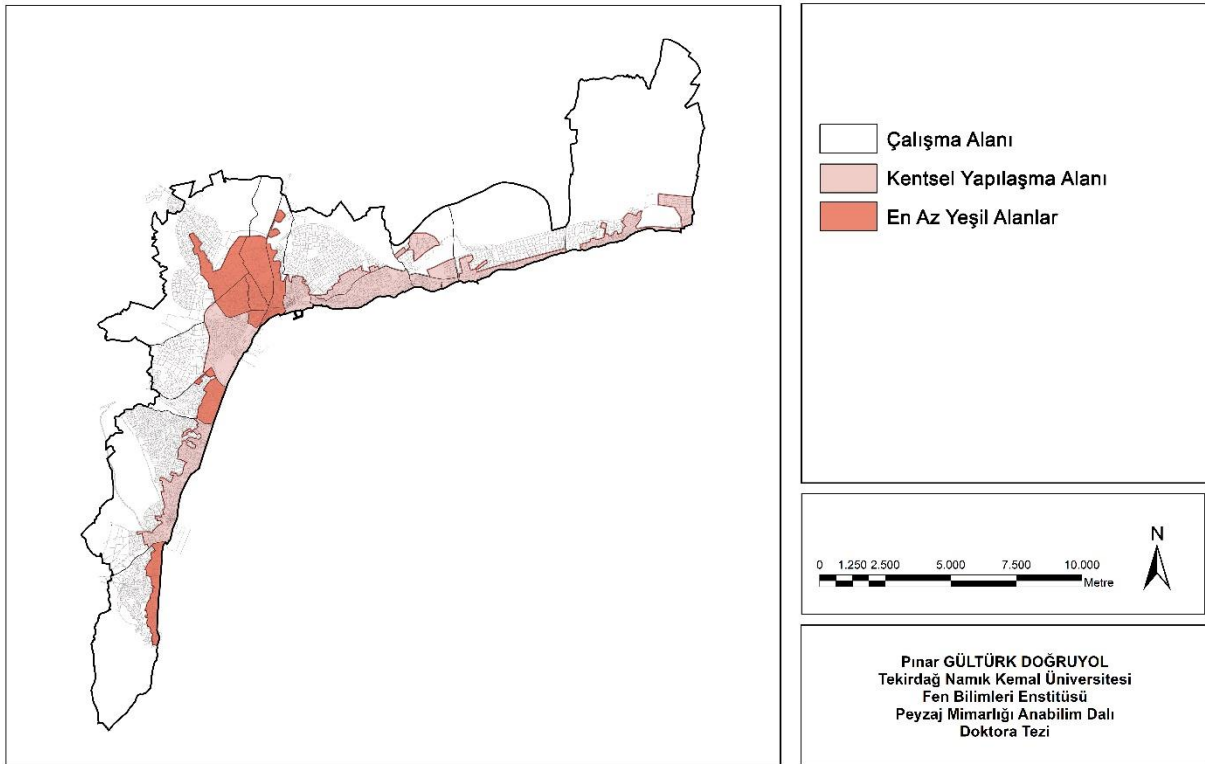 Çalışma Alanı
Kentsel Yapılaşma Alanı
En Az Yeşil Alanlar
N
0 1.250 2.500 5.000 7.500 10.000
Metre
Pınar GÜLTÜRK DOĞRUYOL
Tekirdağ Namık Kemal Üniversitesi
Fen Bilimleri Enstitüsü
Peyzaj Mimarlığı Anabilim Dalı
Doktora Tezi